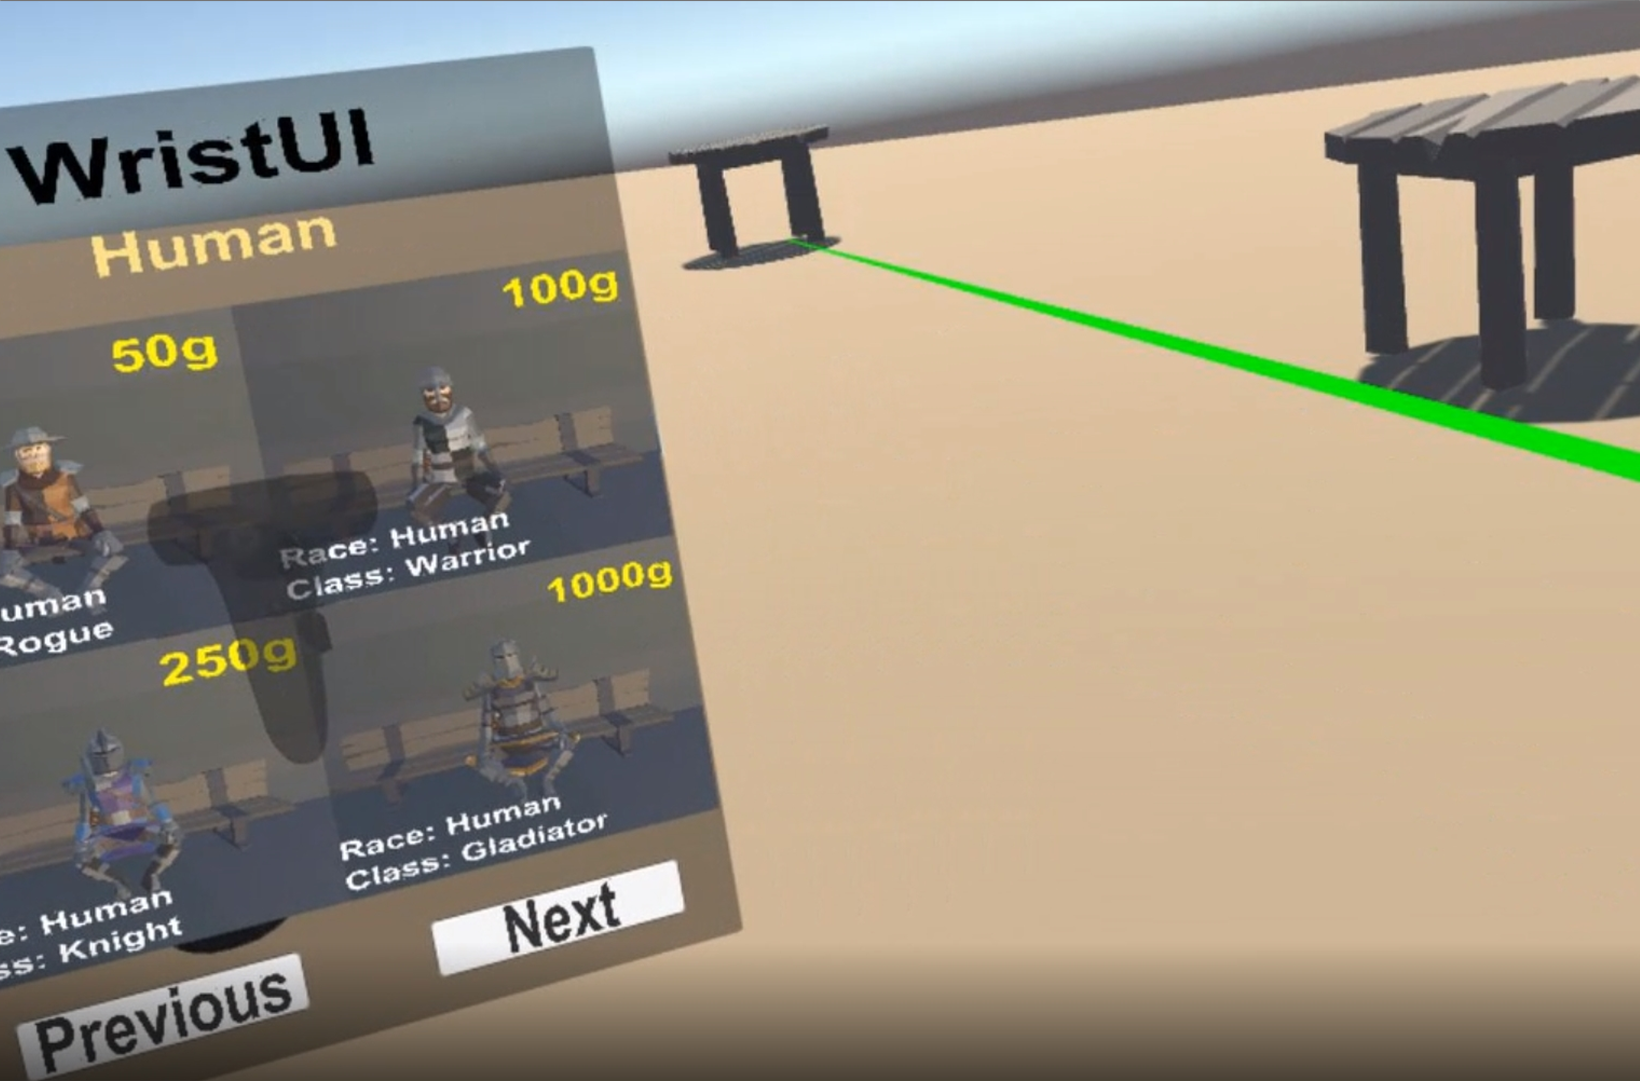 WristUI
Human
50g
100g
uman
Rogue
Race: Human
Class: Warrior
250g
1000g
e: Human
ss: Knight
Race: Human
Class: Gladiator
Previous
Next